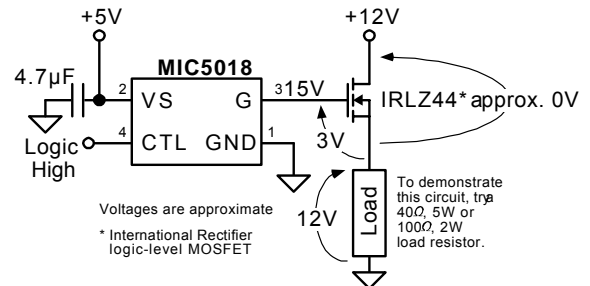 +5V
+12V
4.7µF
MIC5018
2
VS
G
3
15V
IRLZ44* approx. 0V
4
CTL
GND
1
Logic
High
3V
Voltages are approximate
* International Rectifier
logic-level MOSFET
12V
Load
To demonstrate
this circuit, try a
40Ω, 5W or
100Ω, 2W
load resistor.